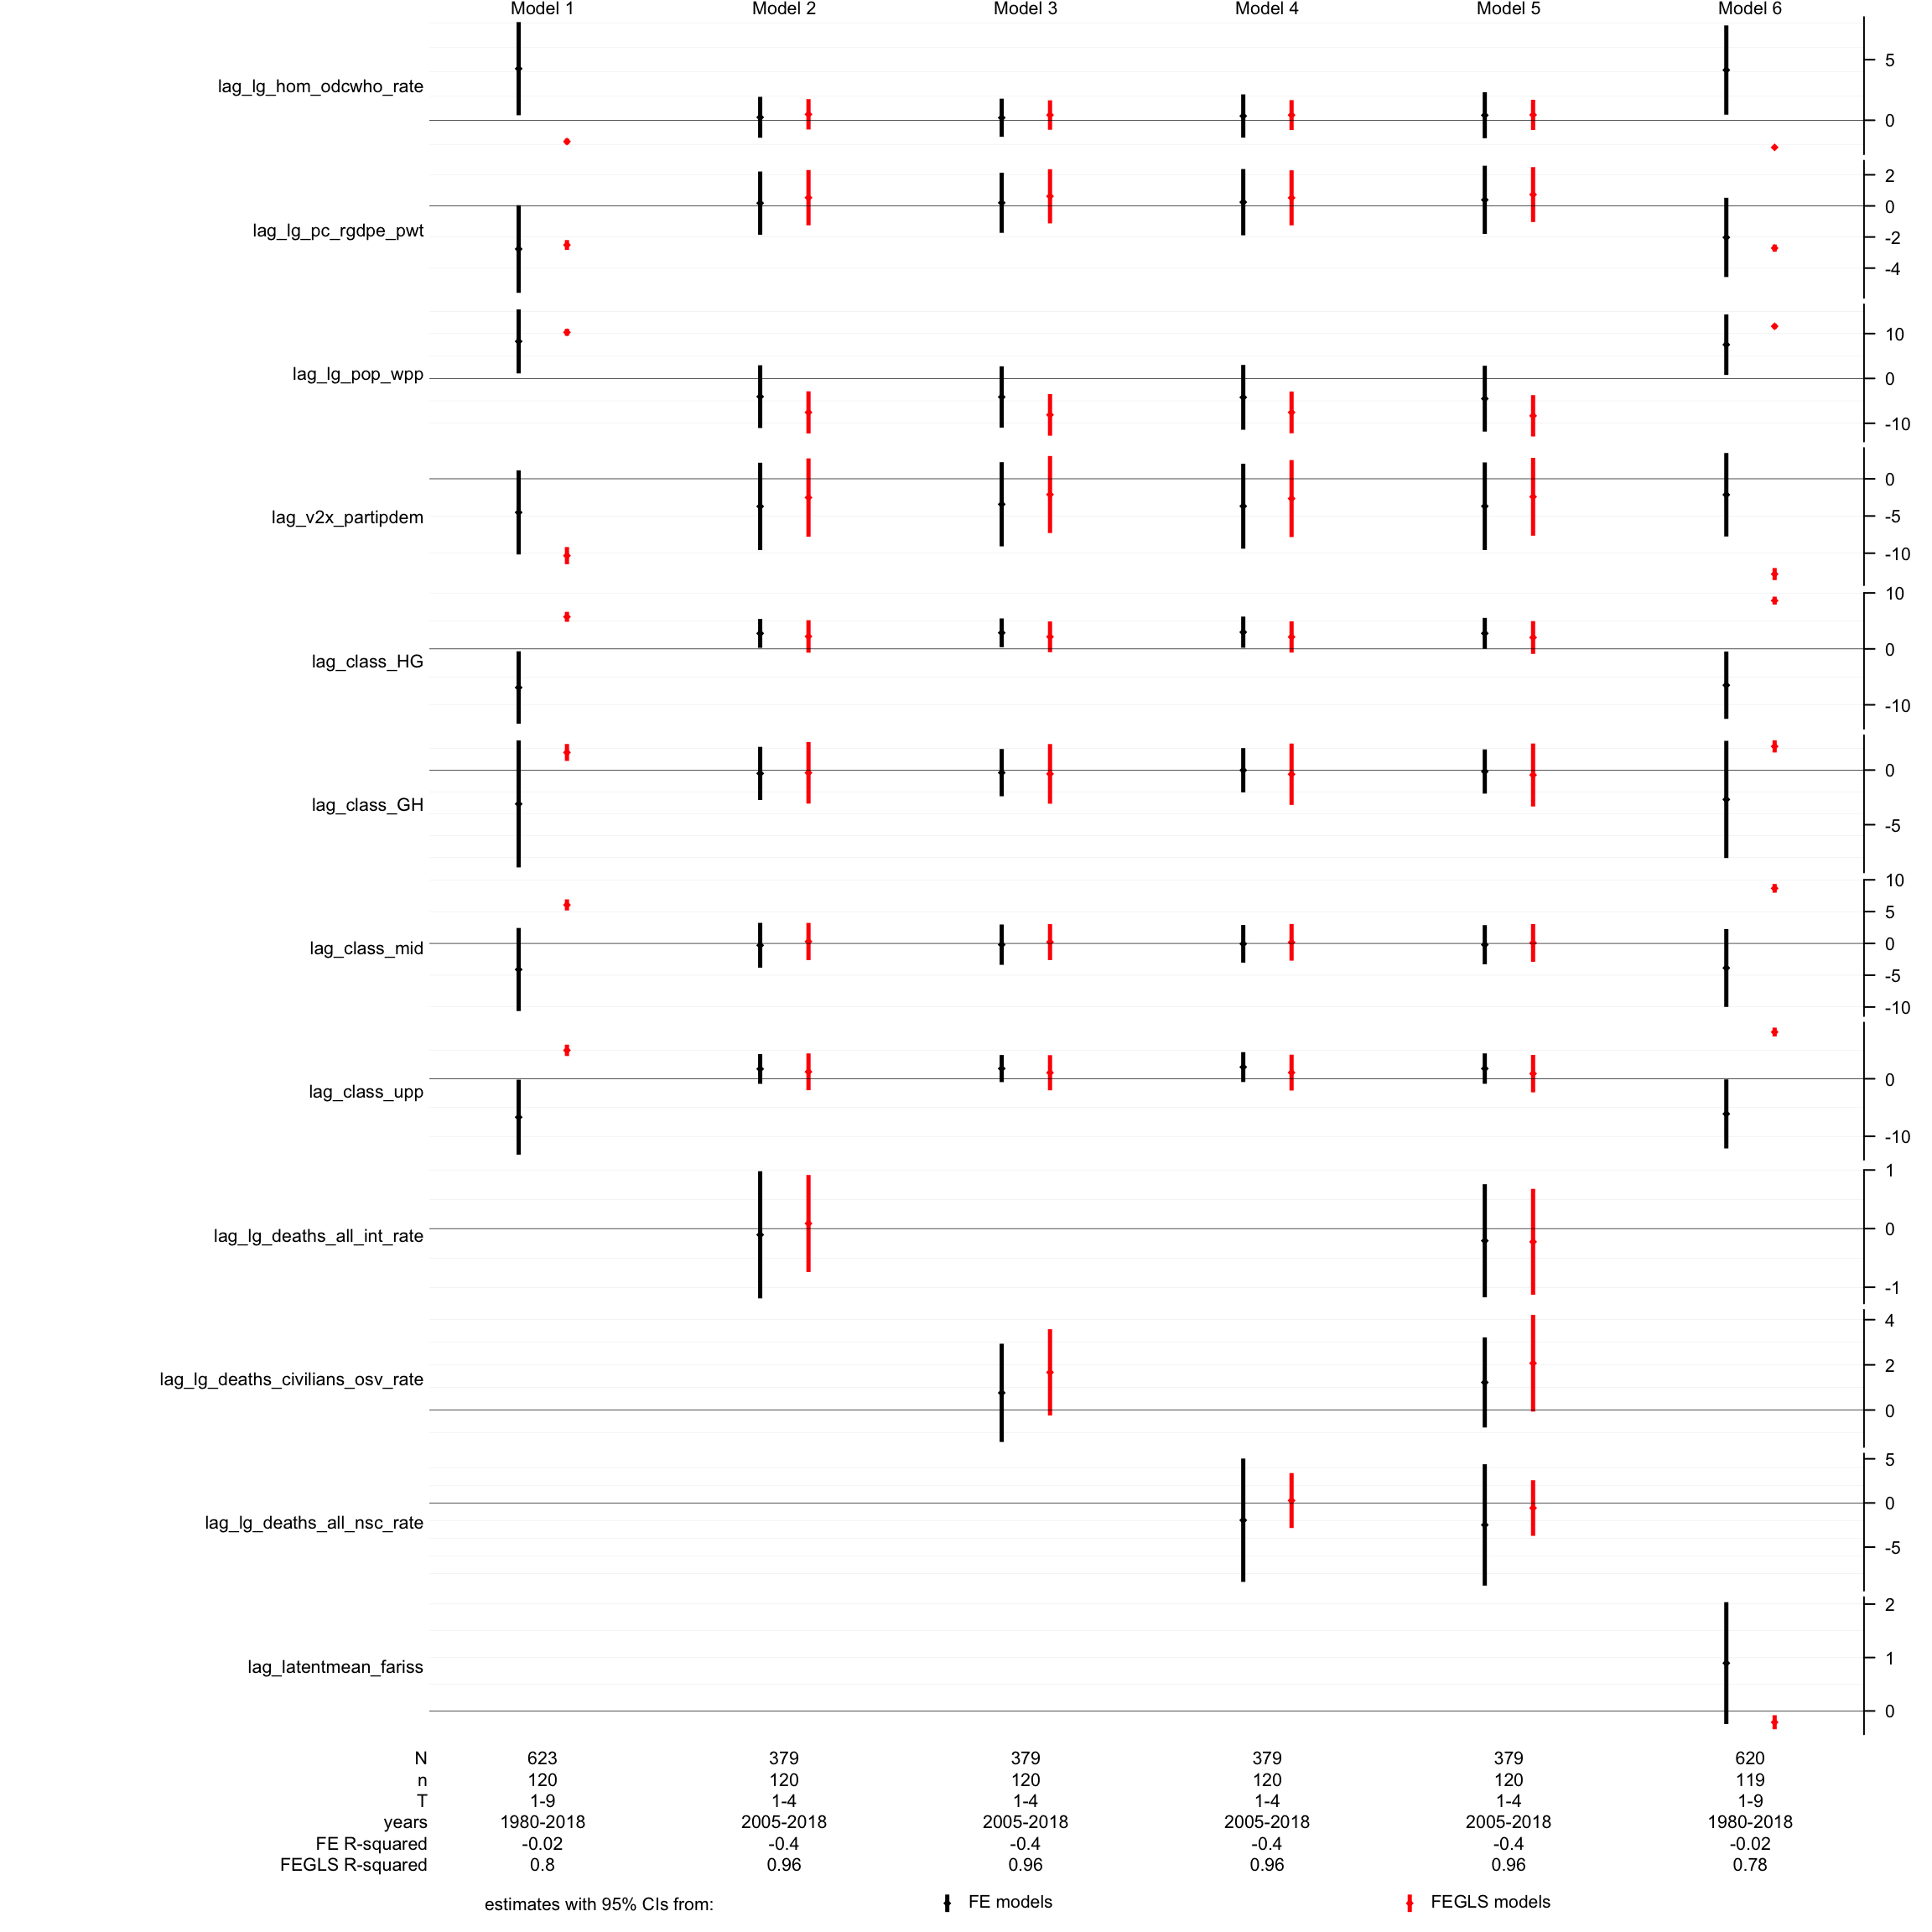 Model 1 Model 2 Model 3 Model 4 Model 5 Model 6
lag_lg_hom_odcwho_rate
5
0
lag_lg_pc_rgdpe_pwt
2
0
-2
-4
lag_lg_pop_wpp
10
0
-10
lag_v2x_partipdem
0
-5
-10
lag_class_HG
10
0
-10
lag_class_GH
0
-5
lag_class_mid
10
5
0
-5
-10
lag_class_upp
0
-10
lag_lg_deaths_all_int_rate
1
0
-1
lag_lg_deaths_civilians_osv_rate
4
2
0
lag_lg_deaths_all_nsc_rate
5
0
-5
lag_latentmean_fariss
2
1
0
N 623 379 379 379 379 620
n 120 120 120 120 120 119
T 1-9 1-4 1-4 1-4 1-4 1-9
years 1980-2018 2005-2018 2005-2018 2005-2018 2005-2018 1980-2018
FE R-squared -0.02 -0.4 -0.4 -0.4 -0.4 -0.02
FEGLS R-squared 0.8 0.96 0.96 0.96 0.96 0.78
estimates with 95% CIs from: FE models FEGLS models